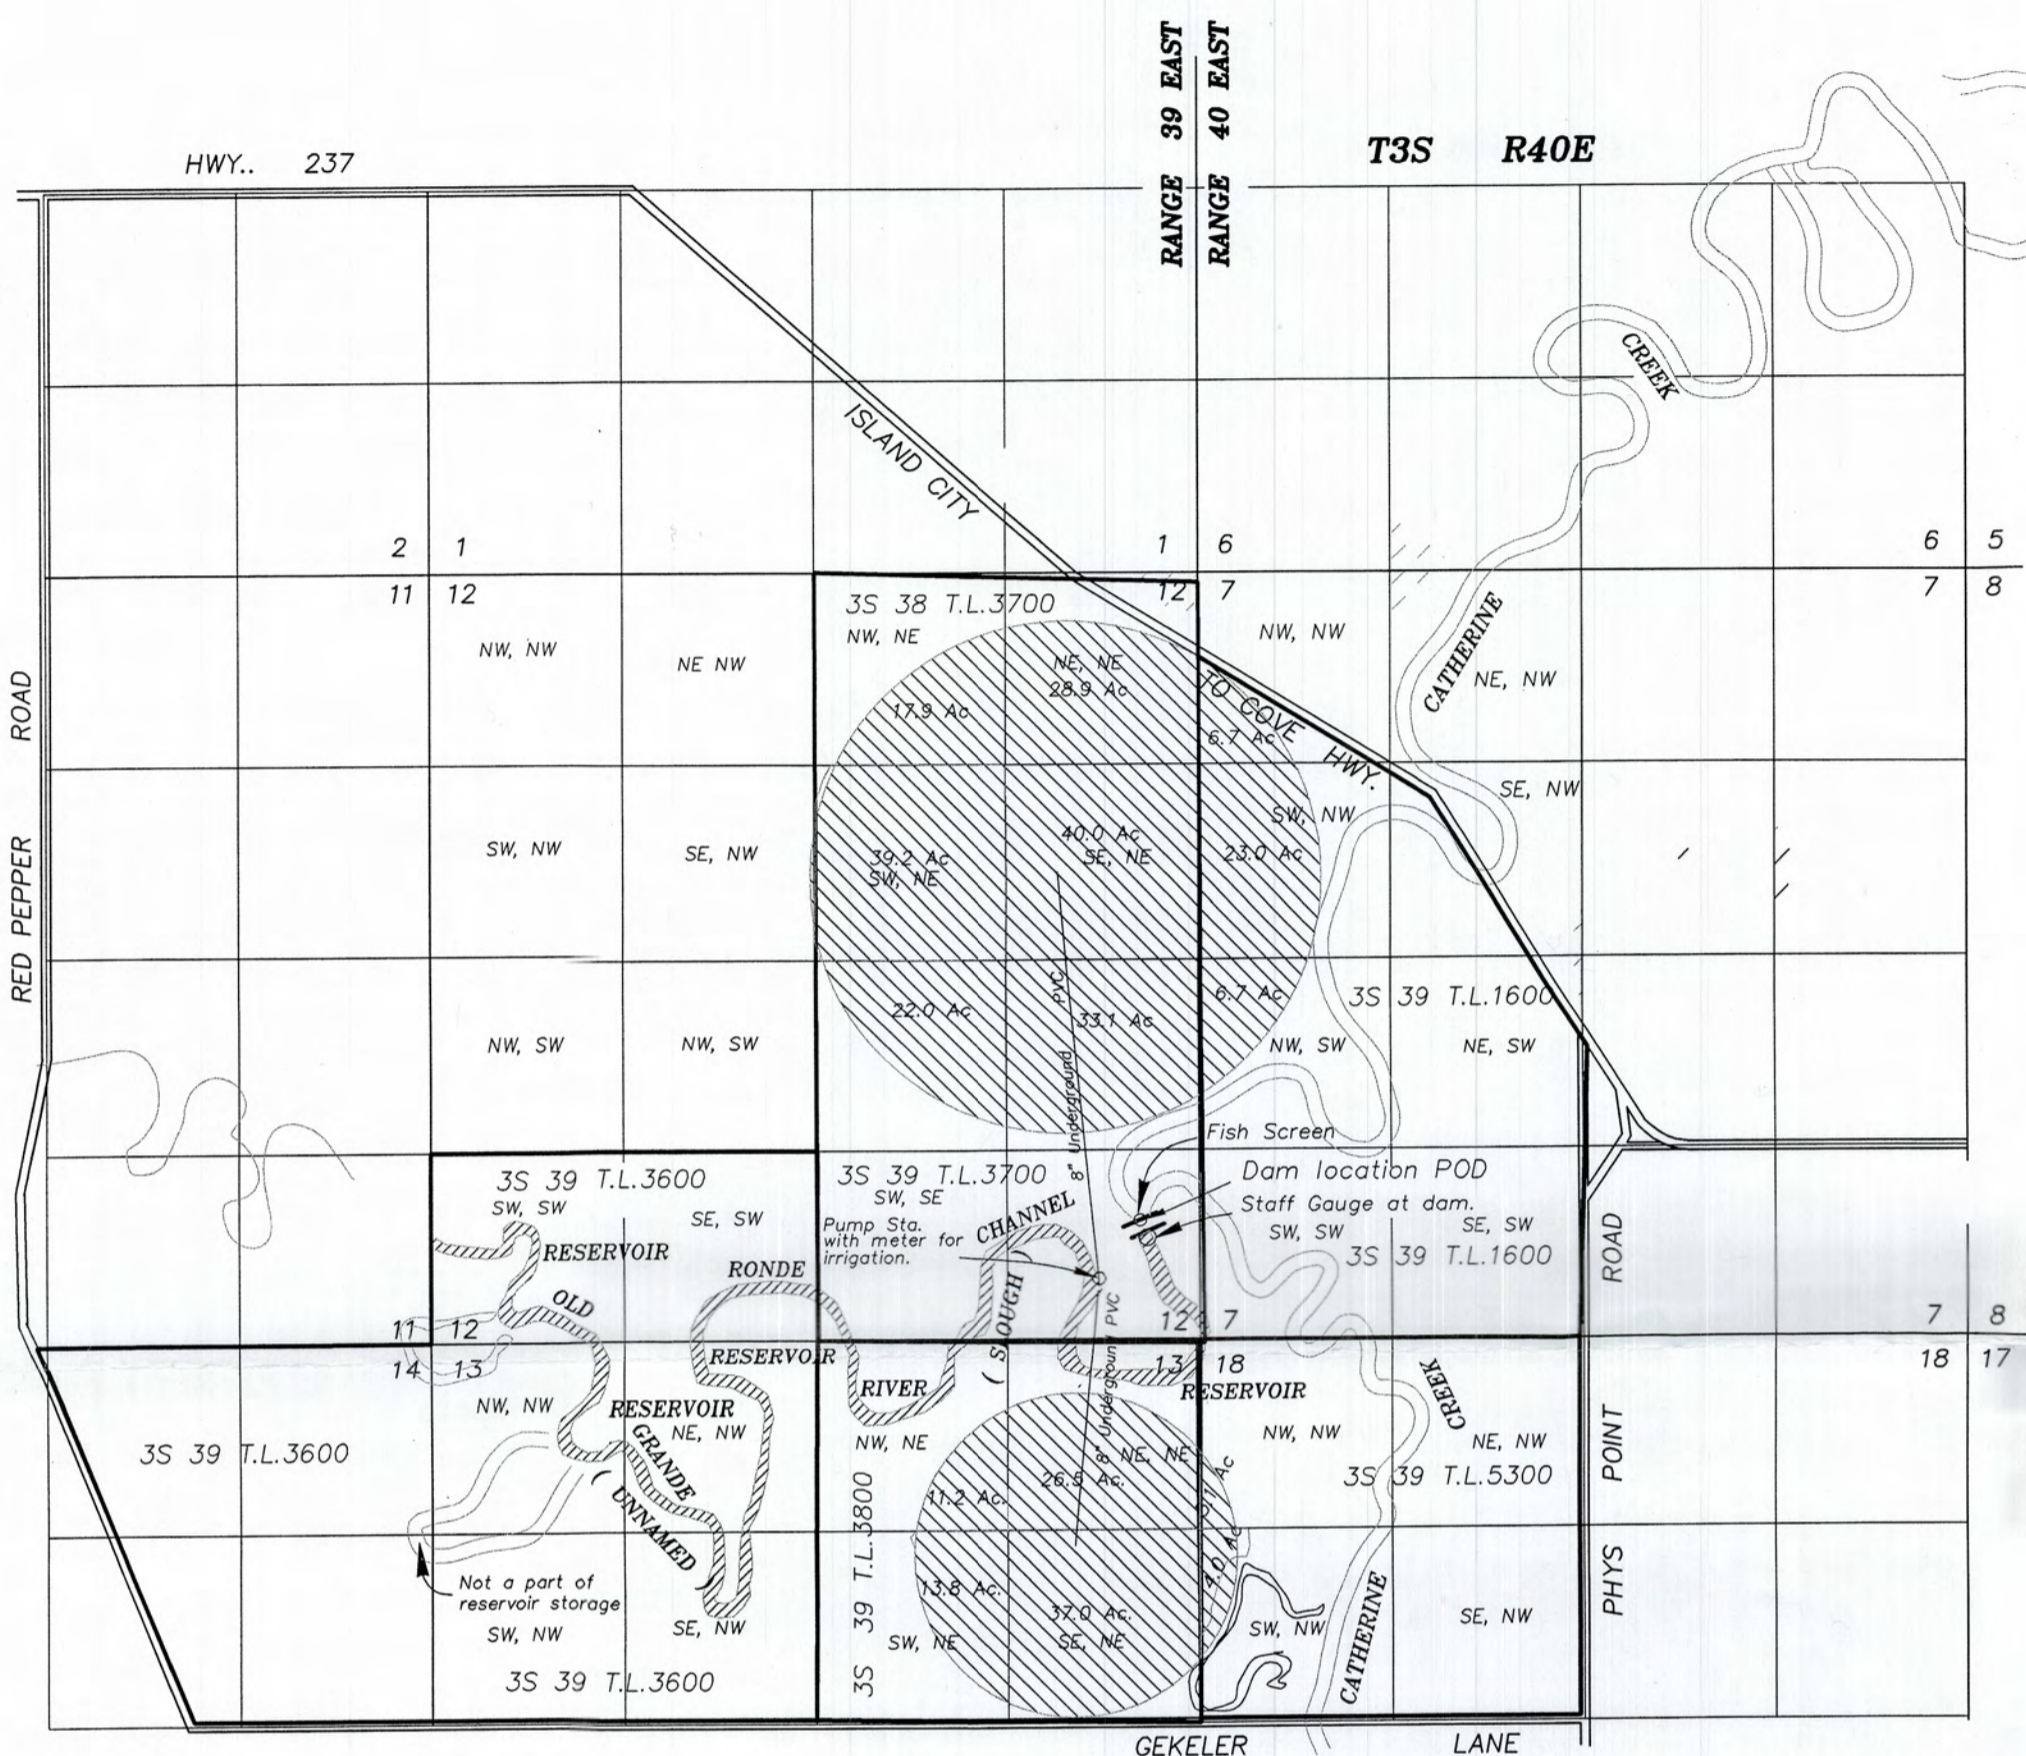 RANGE 39 EAST
RANGE 40 EAST
T3S R40E
HWY.. 237
CREEK
ISLAND CITY
2 1
1 6
6 5
11 12
12 7
7 8
3S 38 T.L.3700
NW, NE
NW, NW
NE NW
NE, NE
28.9 Ac
17.9 Ac
NW, NW
NE, NW
CATHERINE
TO COVE HWY.
6.7 Ac
RED PEPPER ROAD
SW, NW
SE, NW
39.2 Ac
SW, NE
40.0 Ac
SE, NE
SW, NW
23.0 Ac
SE, NW
22.0 Ac
33.1 Ac
6.7 Ac
3S 39 T.L.1600
NW, SW
NW, SW
NW, SW
NE, SW
8" Underground PVC
Fish Screen
Dam location POD
Staff Gauge at dam.
3S 39 T.L.3600
SW, SW
SE, SW
3S 39 T.L.3700
SW, SE
Pump Sta.
with meter for
irrigation.
CHANNEL
SW, SW
SE, SW
3S 39 T.L.1600
RESERVOIR
RONDE
OLD
( SLOUGH )
8" Underground PVC
11 12
12 7
7 8
14 13
13 18
18 17
RESERVOIR
RIVER
RESERVOIR
CREEK
PHYS POINT ROAD
NW, NW
RESERVOIR
NE, NW
GRANDE
( UNNAMED )
3S 39 T.L.3600
NW, NE
NE, NE
26.5 Ac.
11.2 Ac.
3.1 Ac
NW, NW
NE, NW
3S 39 T.L.5300
3S 39 T.L.3800
Not a part of
reservoir storage
SW, NW
SE, NW
13.8 Ac.
37.0 Ac.
SW, NE
SE, NE
4.0 Ac
SW, NW
SE, NW
CATHERINE
3S 39 T.L.3600
GEKELER LANE